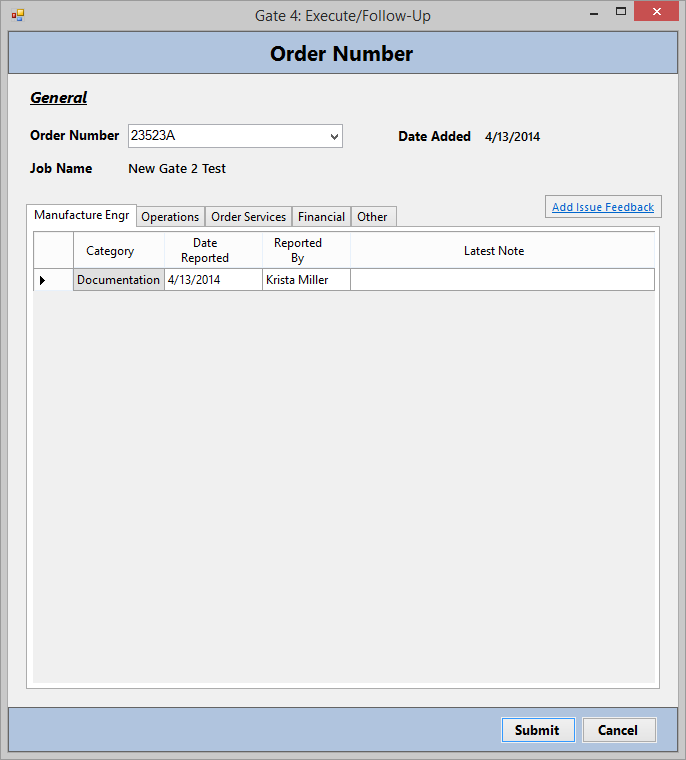 Gate 4: Execute/Follow-Up
Order Number
General
Order Number 23523A Date Added 4/13/2014
Job Name New Gate 2 Test
Add Issue Feedback
Manufacture Engr Operations Order Services Financial Other
Category Date Reported Reported By Latest Note
Documentation 4/13/2014 Krista Miller
Submit Cancel